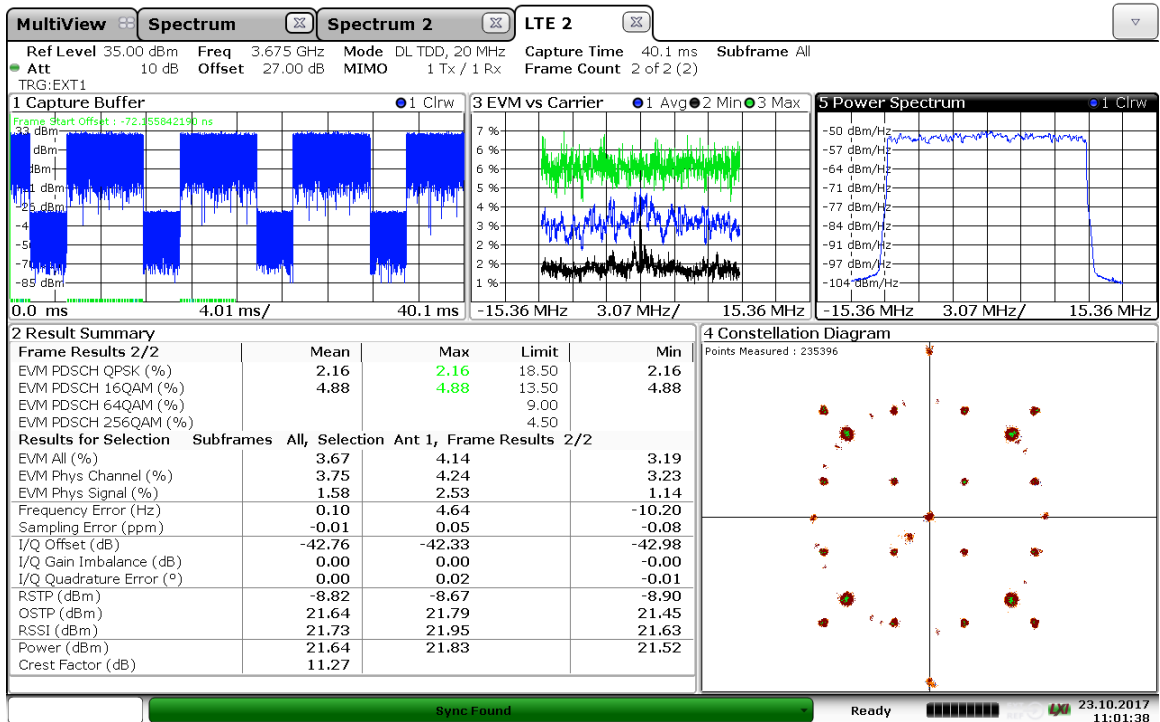 MultiView Spectrum Spectrum 2 LTE 2
Ref Level 35.00 dBm Freq 3.675 GHz Mode DL TDD, 20 MHz Capture Time 40.1 ms Subframe All
Att 10 dB Offset 27.00 dB MIMO 1 Tx / 1 Rx Frame Count 2 of 2 (2)
TRG:EXT1
1 Capture Buffer 1 Clrw
Frame Start Offset : -72.155842190 ns
33 dBm
dBm
dBm
dBm
-25 dBm
-85 dBm
0.0 ms 4.01 ms/ 40.1 ms
3 EVM vs Carrier 1 Avg 2 Min 3 Max
7 %
6 %
6 %
5 %
4 %
3 %
2 %
2 %
1 %
-15.36 MHz 3.07 MHz/ 15.36 MHz
5 Power Spectrum 1 Clrw
-50 dBm/Hz
-57 dBm/Hz
-64 dBm/Hz
-71 dBm/Hz
-77 dBm/Hz
-84 dBm/Hz
-91 dBm/Hz
-97 dBm/Hz
-104 dBm/Hz
-15.36 MHz 3.07 MHz/ 15.36 MHz
2 Result Summary
Frame Results 2/2 Mean Max Limit Min
EVM PDSCH QPSK (%) 2.16 2.16 18.50 2.16
EVM PDSCH 16QAM (%) 4.88 4.88 13.50 4.88
EVM PDSCH 64QAM (%) 9.00
EVM PDSCH 256QAM (%) 4.50
Results for Selection Subframes All, Selection Ant 1, Frame Results 2/2
EVM All (%) 3.67 4.14 3.19
EVM Phys Channel (%) 3.75 4.24 3.23
EVM Phys Signal (%) 1.58 2.53 1.14
Frequency Error (Hz) 0.10 4.64 -10.20
Sampling Error (ppm) -0.01 0.05 -0.08
I/Q Offset (dB) -42.76 -42.33 -42.98
I/Q Gain Imbalance (dB) 0.00 0.00 -0.00
I/Q Quadrature Error (°) 0.00 0.02 -0.01
RSTP (dBm) -8.82 -8.67 -8.90
OSTP (dBm) 21.64 21.79 21.45
RSSI (dBm) 21.73 21.95 21.63
Power (dBm) 21.64 21.83 21.52
Crest Factor (dB) 11.27
4 Constellation Diagram
Points Measured : 235396
Sync Found Ready LXI 23.10.2017
11:01:38